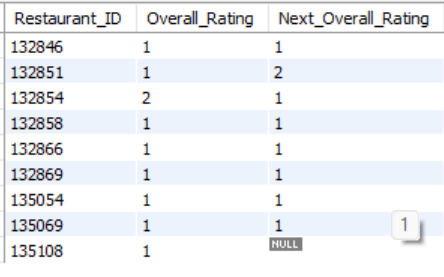 Restaurant_ID Overall_Rating Next_Overall_Rating
132846 1 1
132851 1 2
132854 2 1
132858 1 1
132866 1 1
132869 1 1
135054 1 1
135069 1 1 1
135108 1 NULL